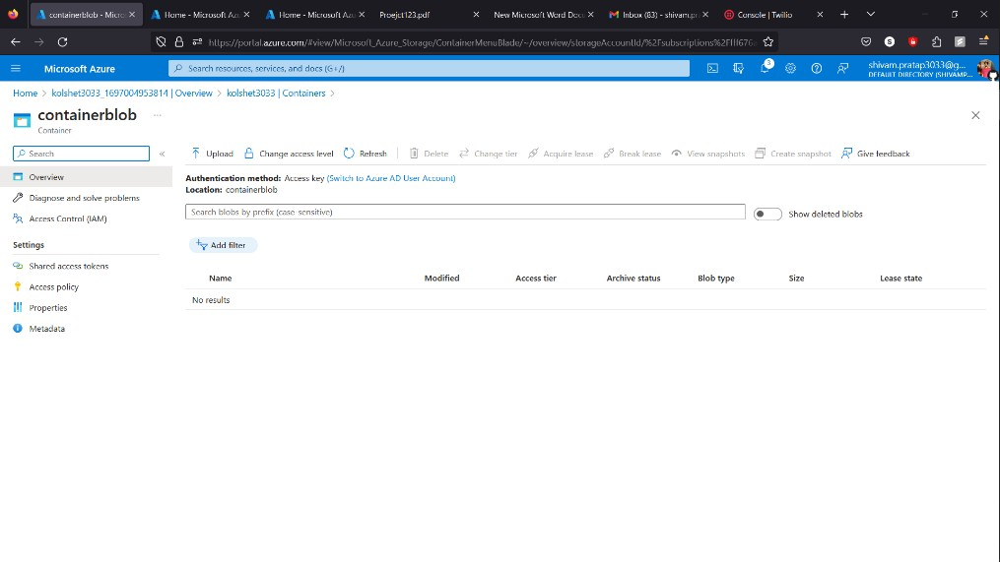 containerblob - Micro
Home - Microsoft Az
Home - Microsoft Az
Proejct123.pdf
New Microsoft Word Doc
Inbox (83) - shivam.pr
Console | Twilio
https://portal.azure.com/#view/Microsoft_Azure_Storage/ContainerMenuBlade/~/overview/storageAccountId/%2Fsubscriptions%2F
Microsoft Azure
Search resources, services, and docs (G+/)
3
shivam.pratap3033@g...
DEFAULT DIRECTORY (SHIVAMP...
Home > kolshet3033_1697004953814 | Overview > kolshet3033 | Containers >
containerblob ...
Container
Search «
Upload Change access level Refresh Delete Change tier Acquire lease Break lease View snapshots Create snapshot Give feedback
Overview
Diagnose and solve problems
Access Control (IAM)
Settings
Shared access tokens
Access policy
Properties
Metadata
Authentication method: Access key (Switch to Azure AD User Account)
Location: containerblob
Search blobs by prefix (case-sensitive)
Show deleted blobs
Add filter
Name Modified Access tier Archive status Blob type Size Lease state
No results